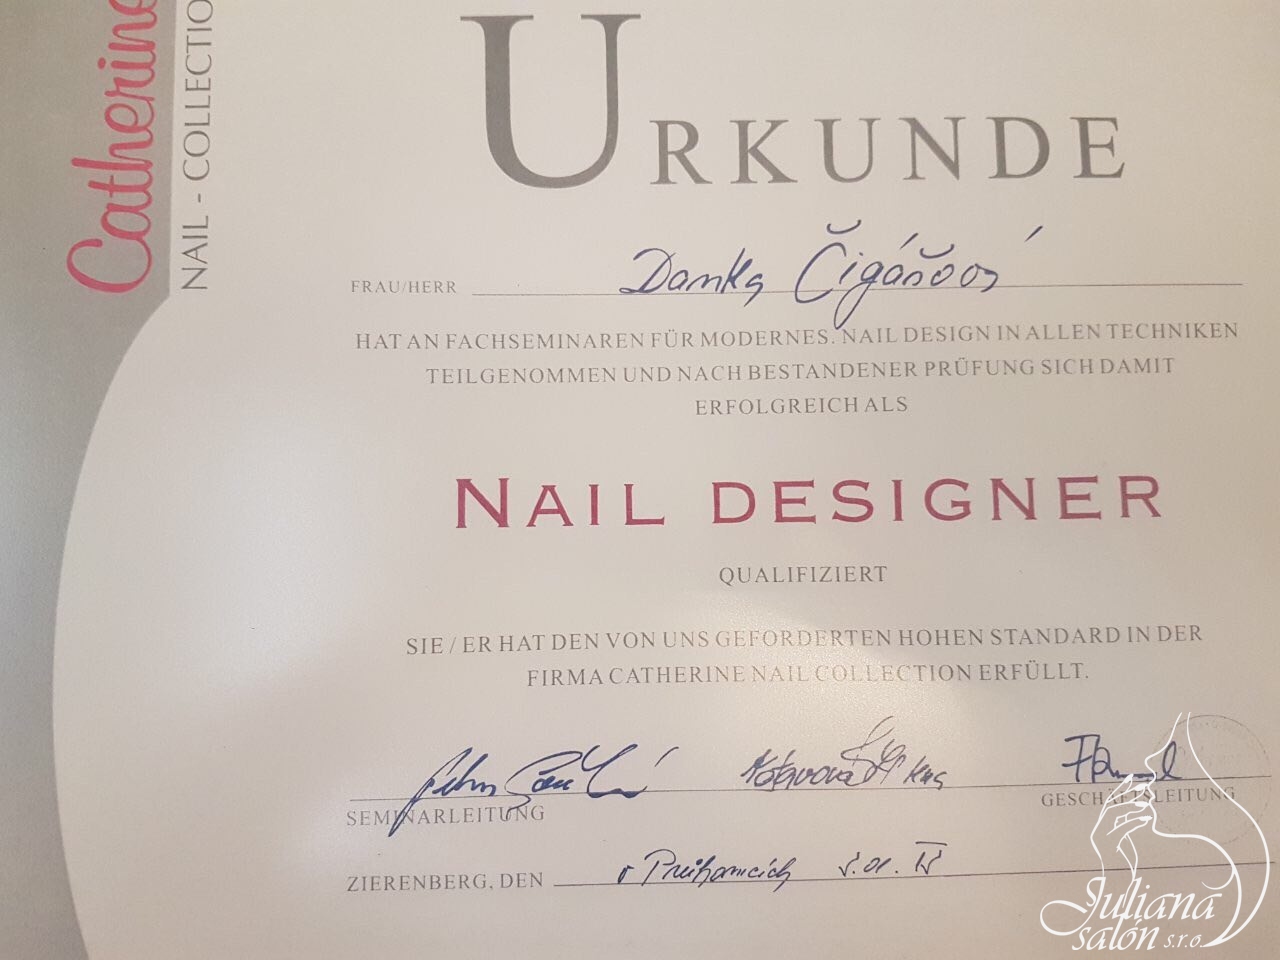 Catherine
NAIL - COLLECTIO
URKUNDE
FRAU/HERR Danka
HAT AN FACHSEMINAREN FÜR MODERNES. NAIL DESIGN IN ALLEN TECHNIKEN
TEILGENOMMEN UND NACH BESTANDENER PRÜFUNG SICH DAMIT
ERFOLGREICH ALS
NAIL DESIGNER
QUALIFIZIERT
SIE / ER HAT DEN VON UNS GEFORDERTEN HOHEN STANDARD IN DER
FIRMA CATHERINE NAIL COLLECTION ERFÜLLT.
SEMINARLEITUNG
GESCHÄFTSLEITUNG
ZIERENBERG, DEN
Juliana
salón s.r.o